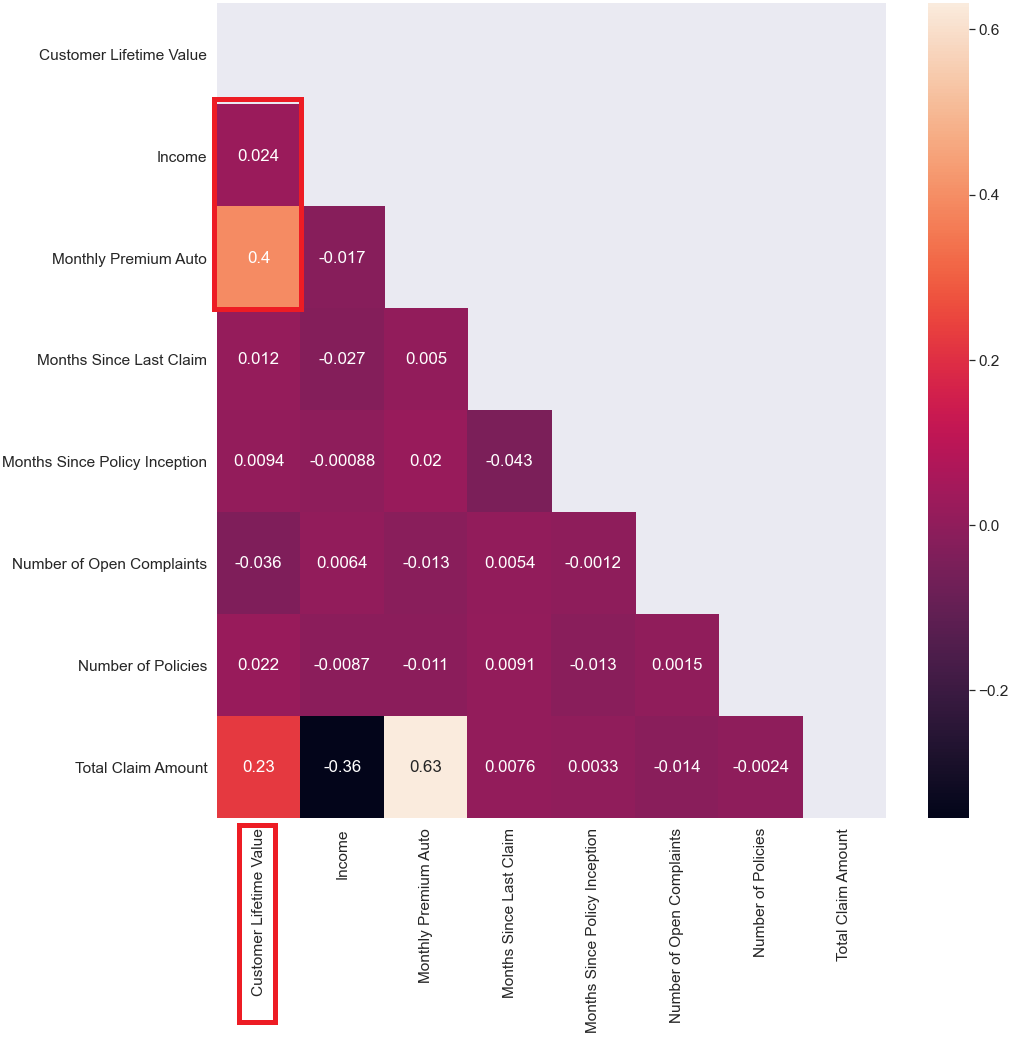 0.6
Customer Lifetime Value
Income 0.024
0.4
Monthly Premium Auto 0.4 -0.017
Months Since Last Claim 0.012 -0.027 0.005
0.2
Months Since Policy Inception 0.0094 -0.00088 0.02 -0.043
0.0
Number of Open Complaints -0.036 0.0064 -0.013 0.0054 -0.0012
Number of Policies 0.022 -0.0087 -0.011 0.0091 -0.013 0.0015
−0.2
Total Claim Amount 0.23 -0.36 0.63 0.0076 0.0033 -0.014 -0.0024
Customer Lifetime Value
Income
Monthly Premium Auto
Months Since Last Claim
Months Since Policy Inception
Number of Open Complaints
Number of Policies
Total Claim Amount